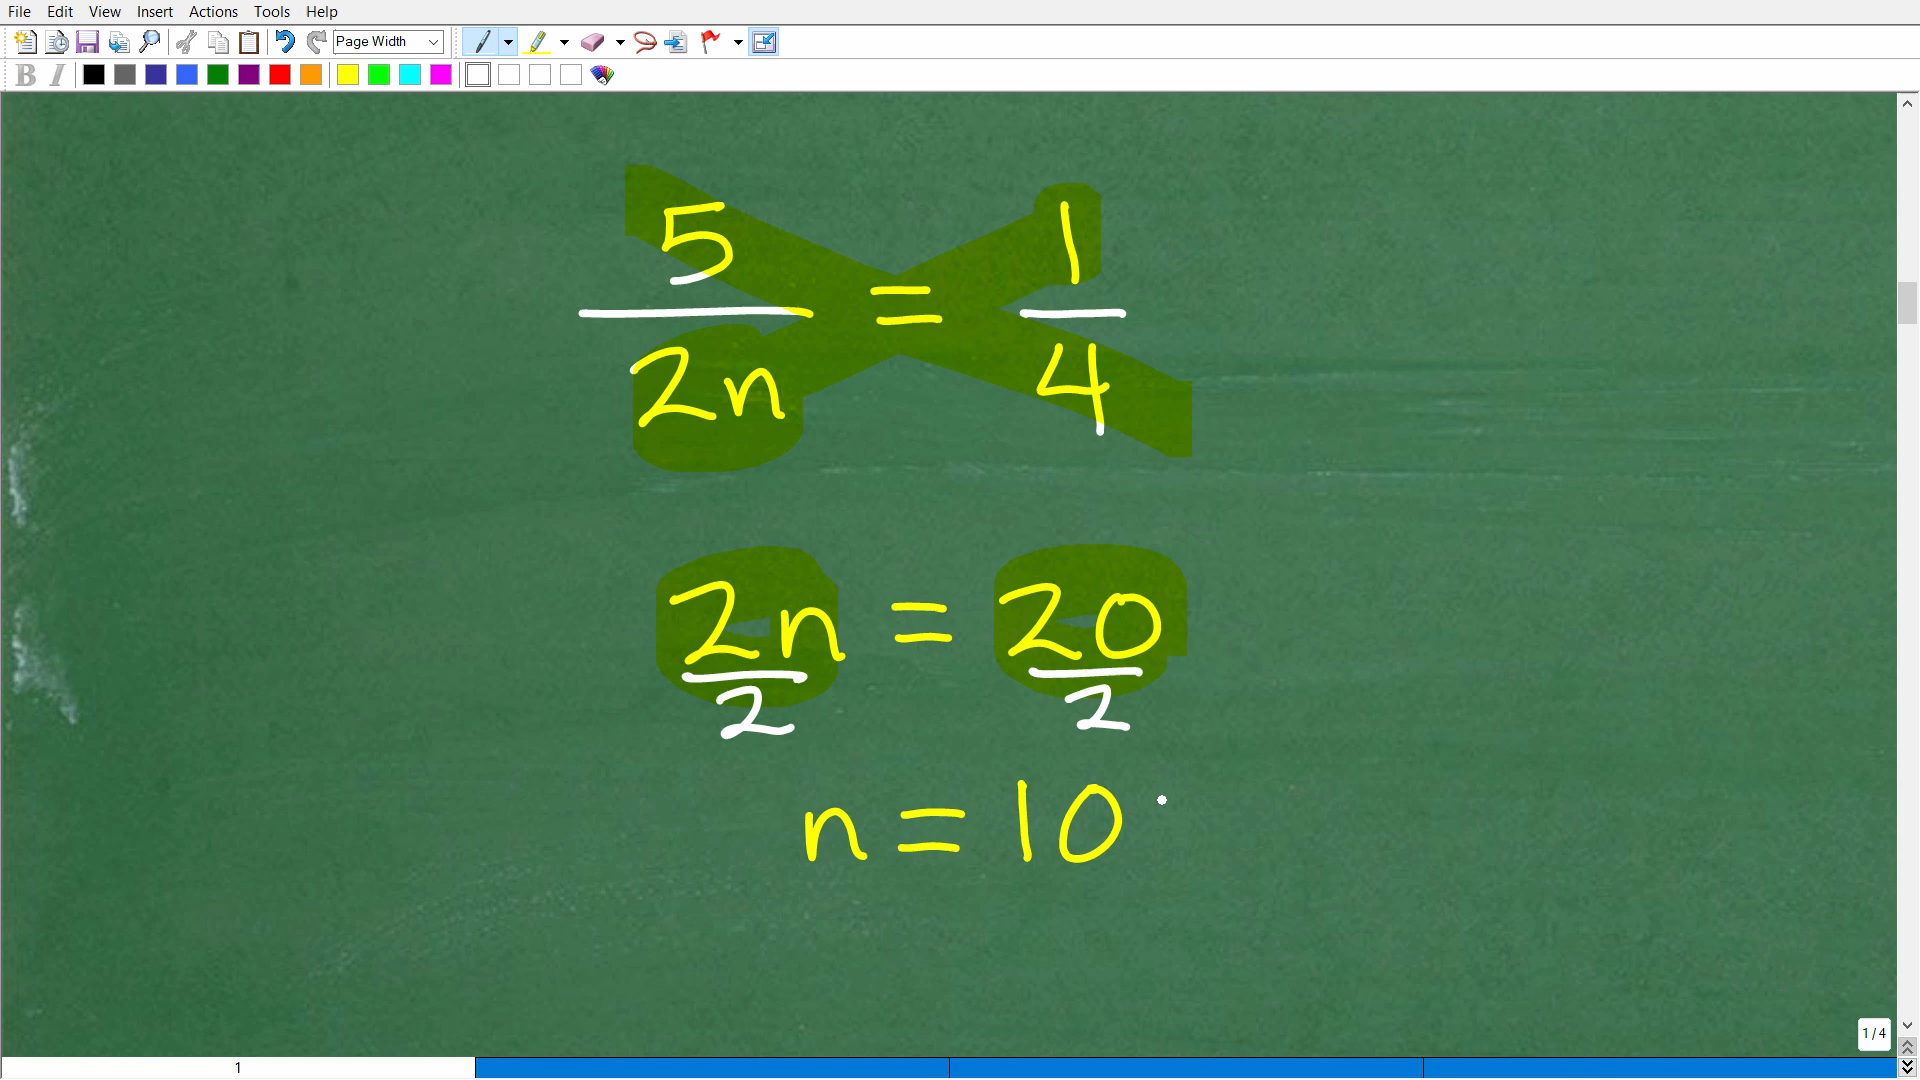 File Edit View Insert Actions Tools Help
Page Width
B I
5/2n = 1/4
2n/2 = 20/2
n = 10
1 / 4
1